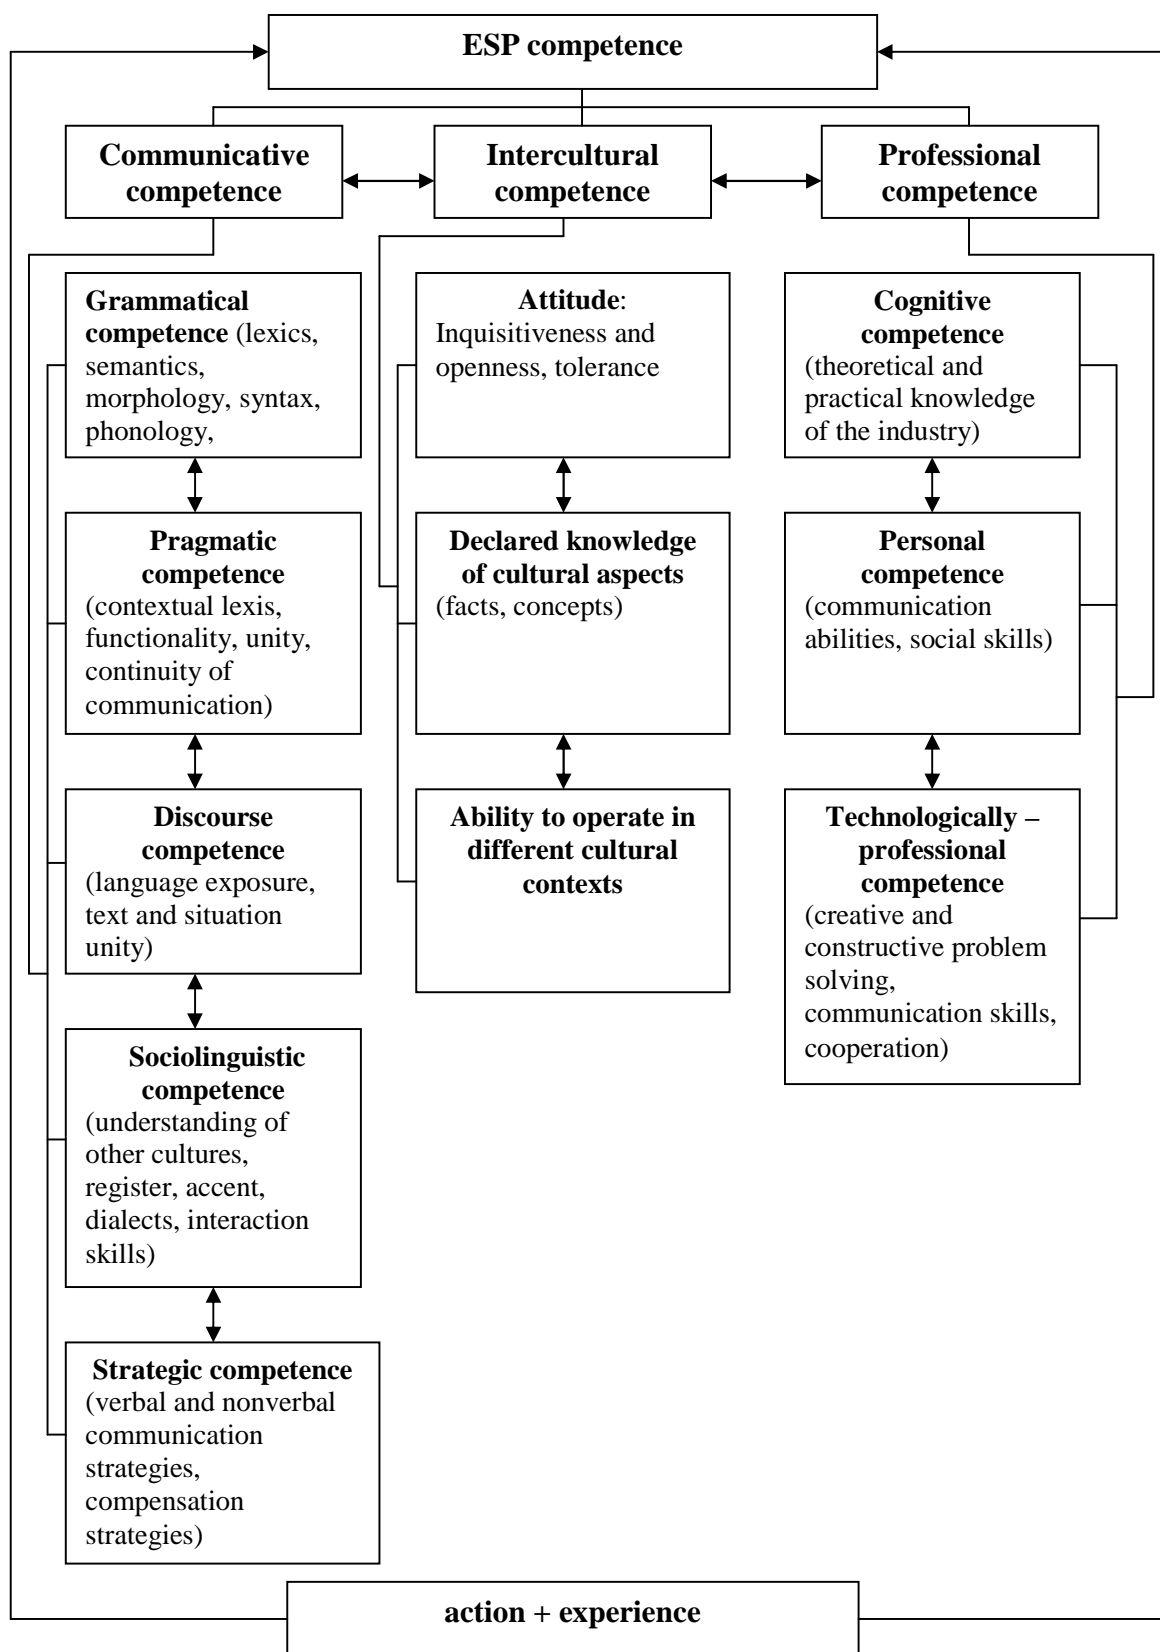 ESP competence
Communicative
competence
Intercultural
competence
Professional
competence
Grammatical
competence (lexics,
semantics,
morphology, syntax,
phonology,
Pragmatic
competence
(contextual lexis,
functionality, unity,
continuity of
communication)
Discourse
competence
(language exposure,
text and situation
unity)
Sociolinguistic
competence
(understanding of
other cultures,
register, accent,
dialects, interaction
skills)
Strategic competence
(verbal and nonverbal
communication
strategies,
compensation
strategies)
Attitude:
Inquisitiveness and
openness, tolerance
Declared knowledge
of cultural aspects
(facts, concepts)
Ability to operate in
different cultural
contexts
Cognitive
competence
(theoretical and
practical knowledge
of the industry)
Personal
competence
(communication
abilities, social skills)
Technologically –
professional
competence
(creative and
constructive problem
solving,
communication skills,
cooperation)
action + experience